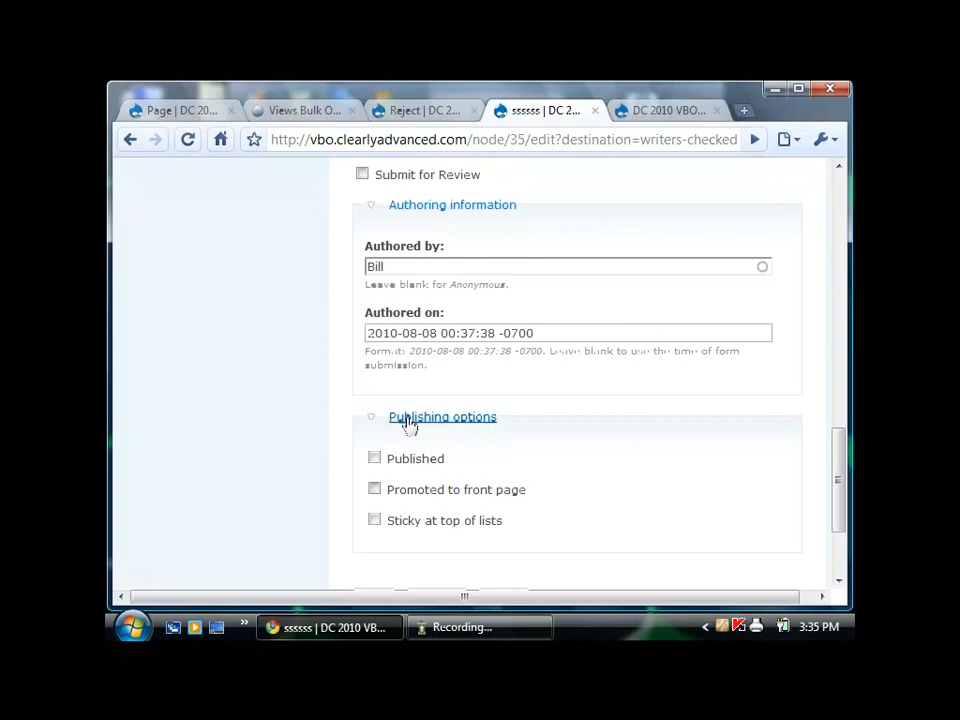 Page | DC 20...
Views Bulk O...
Reject | DC 2...
ssssss | DC 2...
DC 2010 VBO...
http://vbo.clearlyadvanced.com/node/35/edit?destination=writers-checked
Submit for Review
Authoring information
Authored by:
Bill
Leave blank for Anonymous.
Authored on:
2010-08-08 00:37:38 -0700
Format: 2010-08-08 00:37:38 -0700. Leave blank to use the time of form
submission.
Publishing options
Published
Promoted to front page
Sticky at top of lists
ssssss | DC 2010 VB...
Recording...
3:35 PM